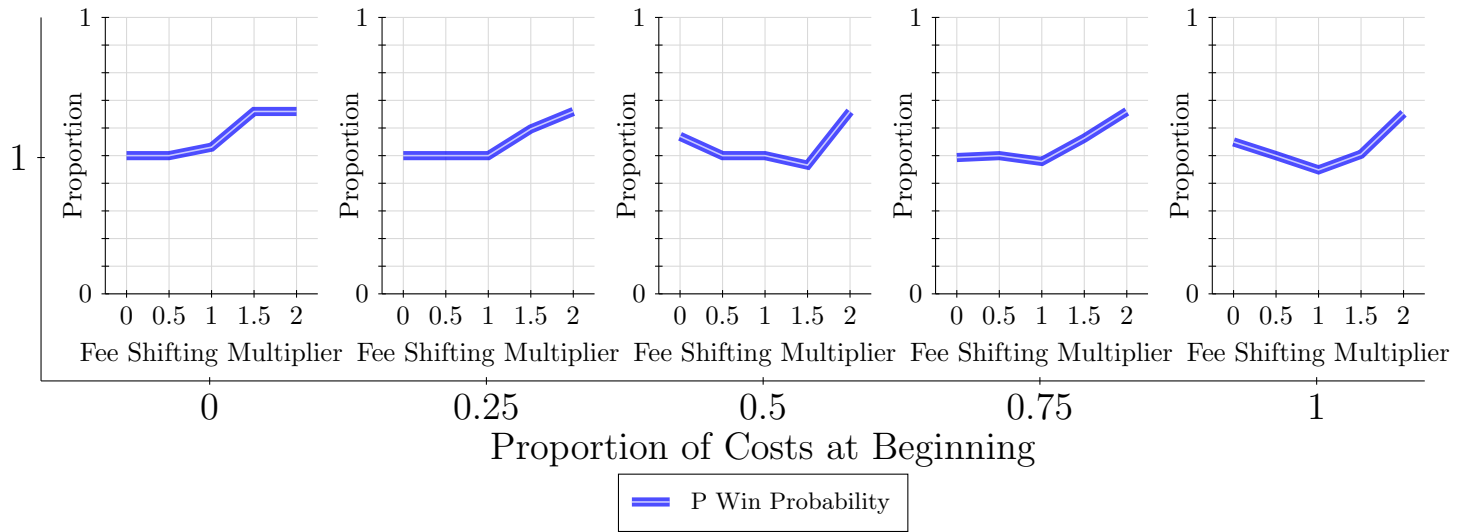 1 1 1 1 1
Proportion Proportion Proportion Proportion Proportion
1
0 0 0 0 0
0 0.5 1 1.5 2 0 0.5 1 1.5 2 0 0.5 1 1.5 2 0 0.5 1 1.5 2 0 0.5 1 1.5 2
Fee Shifting Multiplier Fee Shifting Multiplier Fee Shifting Multiplier Fee Shifting Multiplier Fee Shifting Multiplier
0 0.25 0.5 0.75 1
Proportion of Costs at Beginning
P Win Probability